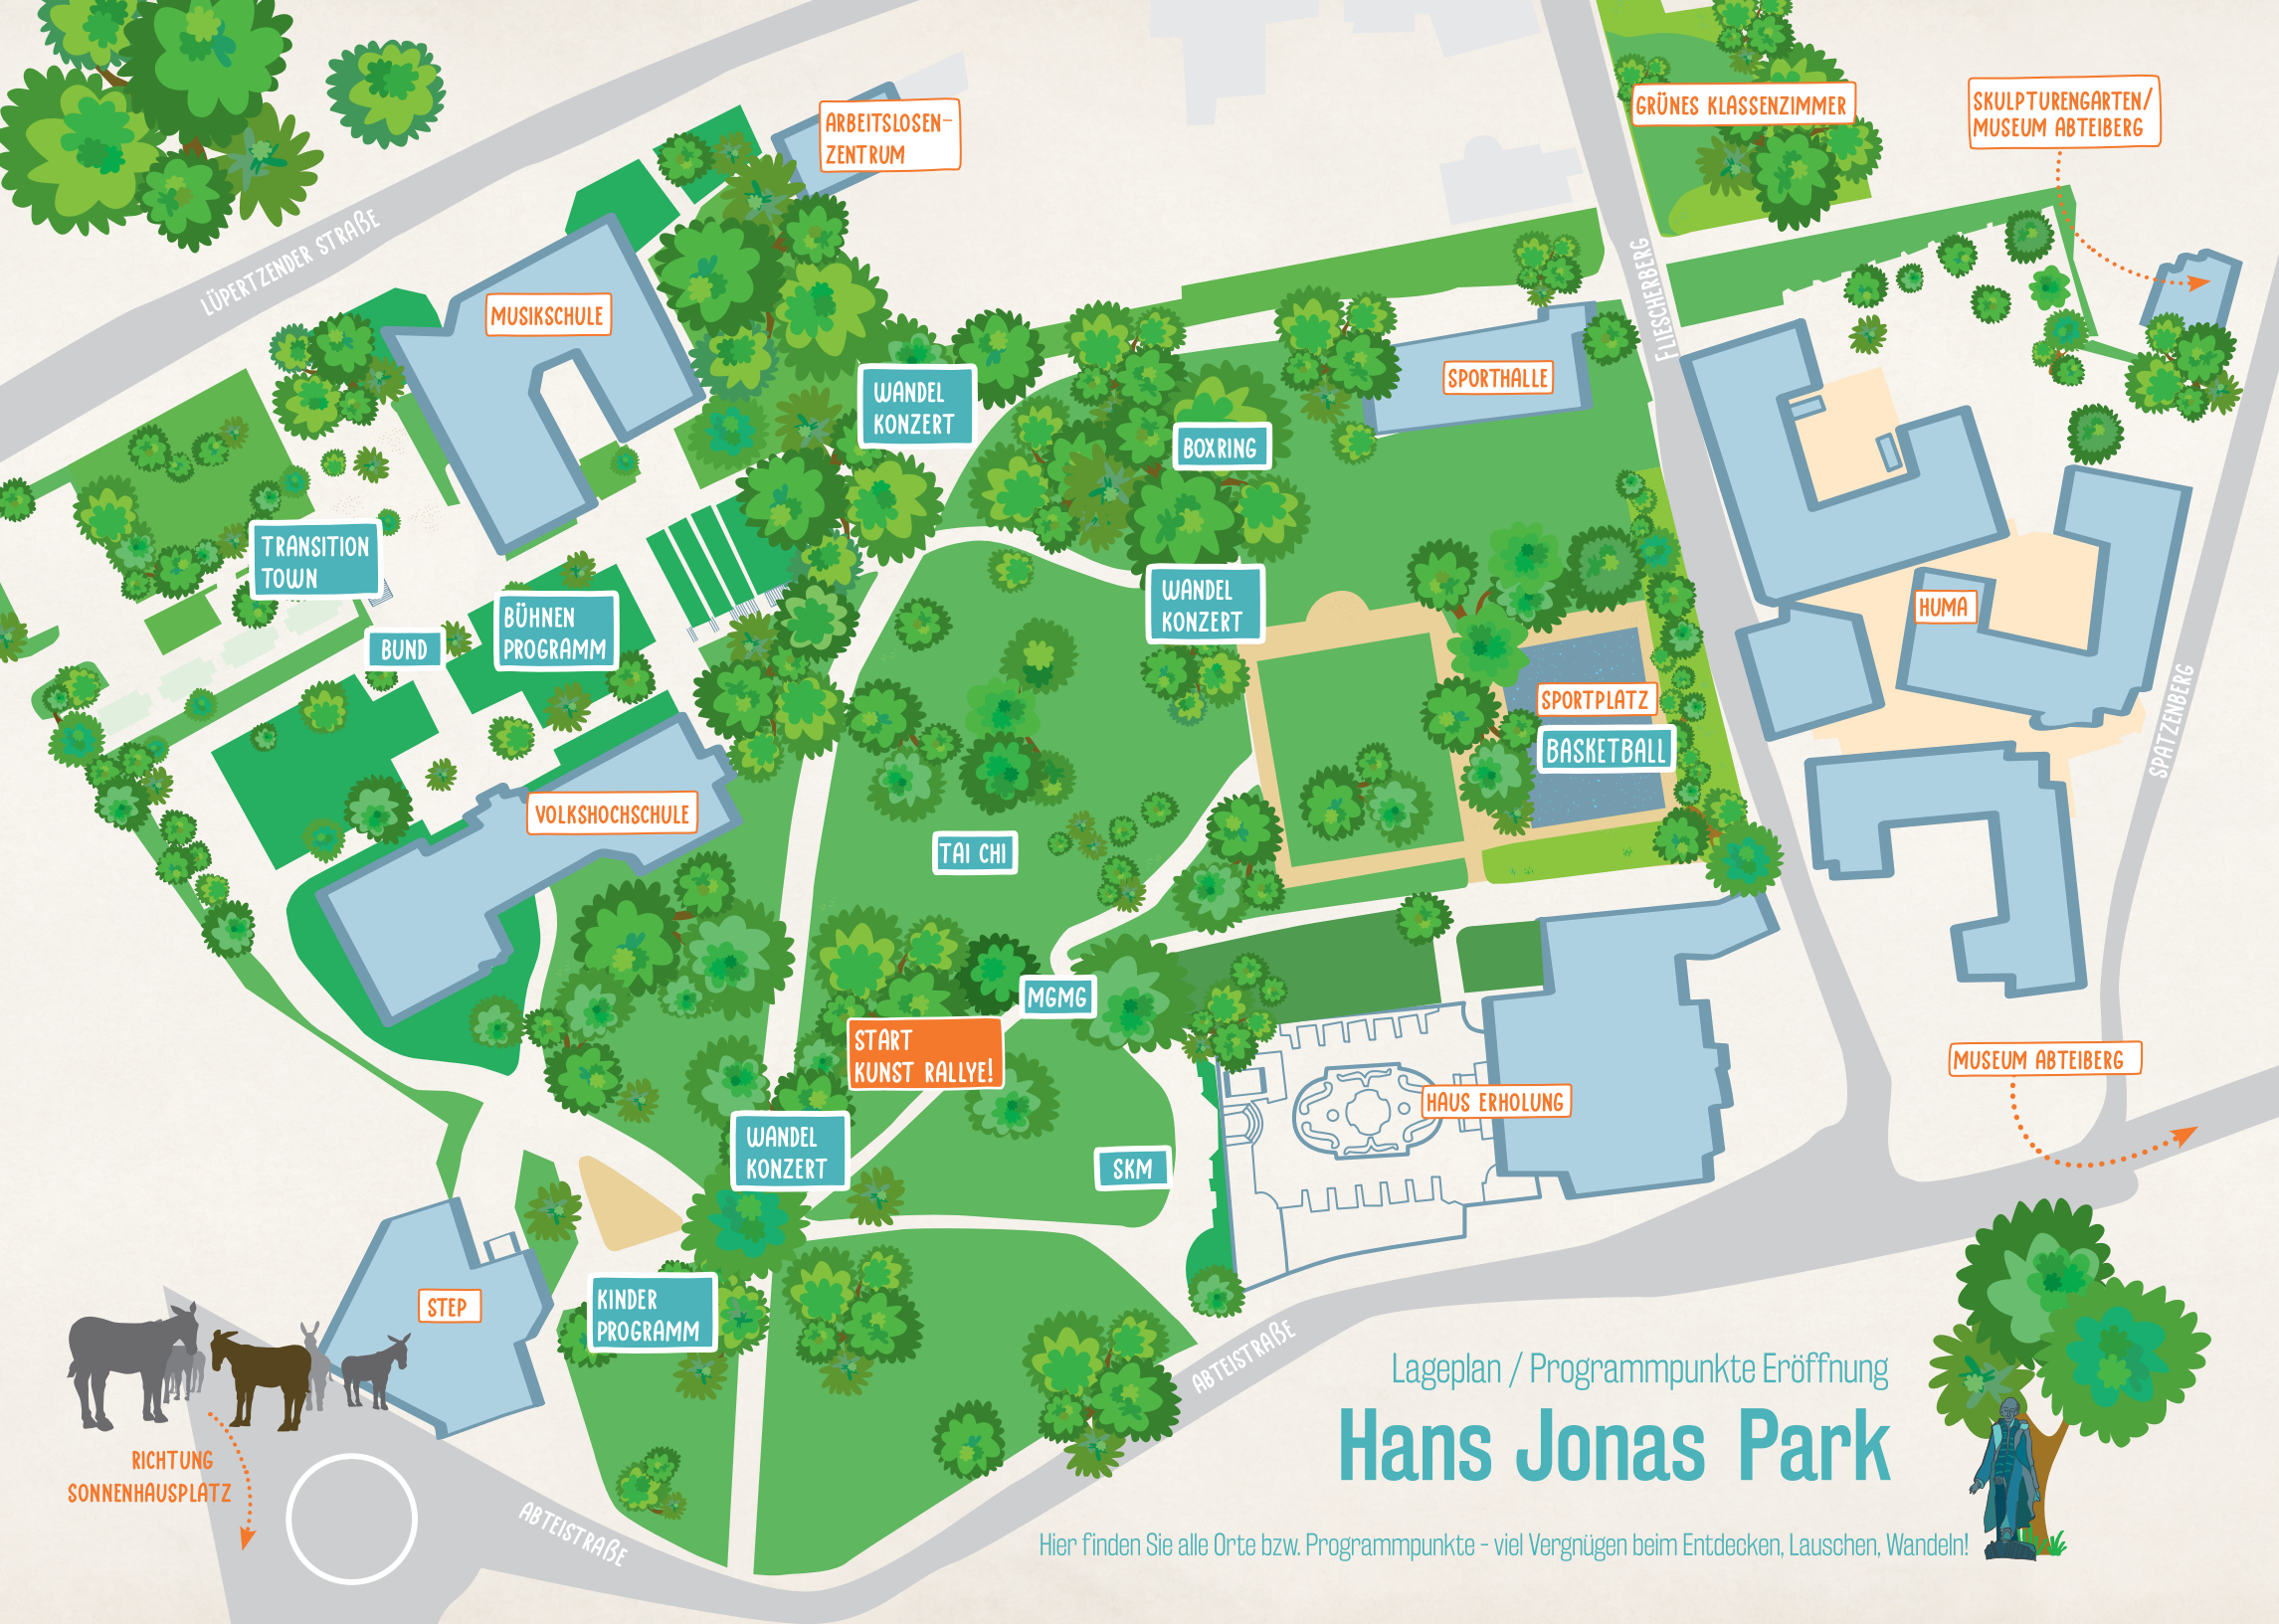 ARBEITSLOSEN-
ZENTRUM
GRÜNES KLASSENZIMMER
SKULPTURENGARTEN/
MUSEUM ABTEIBERG
LÜPERTZENDER STRAßE
MUSIKSCHULE
FLIESCHERBERG
SPORTHALLE
WANDEL
KONZERT
BOXRING
TRANSITION
TOWN
WANDEL
KONZERT
HUMA
BÜHNEN
PROGRAMM
BUND
SPORTPLATZ
BASKETBALL
SPATZENBERG
VOLKSHOCHSCHULE
TAI CHI
MGMG
START
KUNST RALLYE!
MUSEUM ABTEIBERG
HAUS ERHOLUNG
WANDEL
KONZERT
SKM
STEP
KINDER
PROGRAMM
ABTEISTRAßE
Lageplan / Programmpunkte Eröffnung
Hans Jonas Park
RICHTUNG
SONNENHAUSPLATZ
ABTEISTRAßE
Hier finden Sie alle Orte bzw. Programmpunkte - viel Vergnügen beim Entdecken, Lauschen, Wandeln!